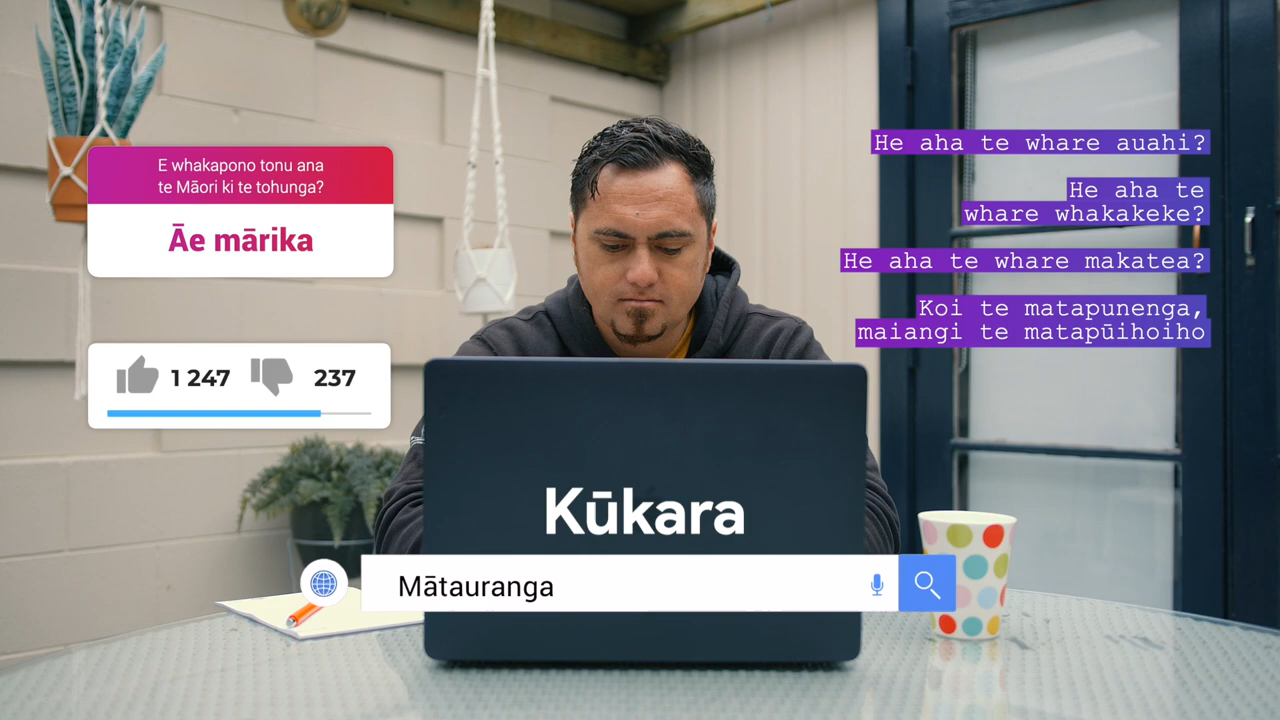 E whakapono tonu ana
te Māori ki te tohunga?
Āe mārika
1 247 237
He aha te whare auahi?
He aha te
whare whakakeke?
He aha te whare makatea?
Koi te matapunenga,
maiangi te matapūihoiho
Kūkara
Mātauranga